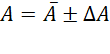 A = Ā ± ΔA